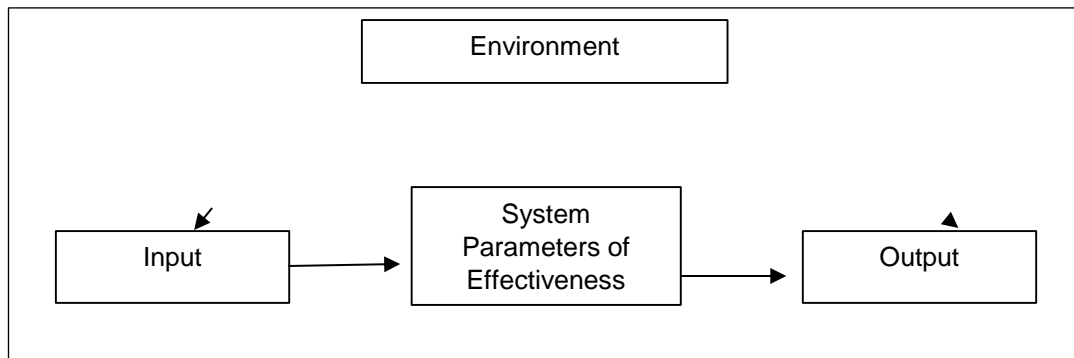 Environment
Input
System
Parameters of
Effectiveness
Output